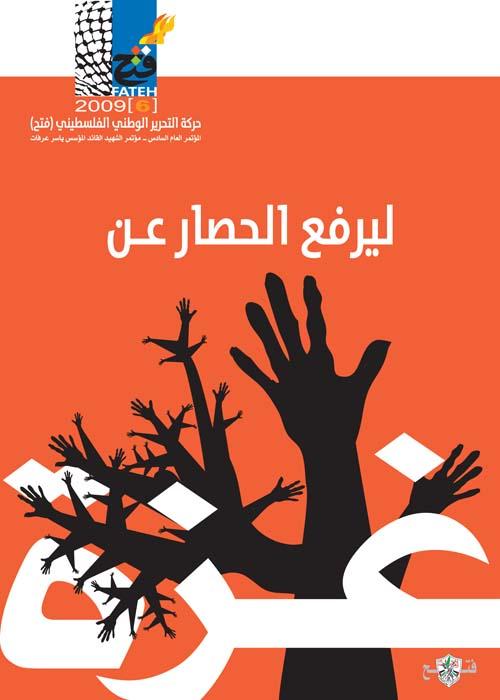 فتح
FATEH
2009[6]
حركة التحرير الوطني الفلسطيني (فتح)
المؤتمر العام السادس - مؤتمر الشهيد القائد المؤسس ياسر عرفات
ليرفع الحصار عن
غزة
فتح